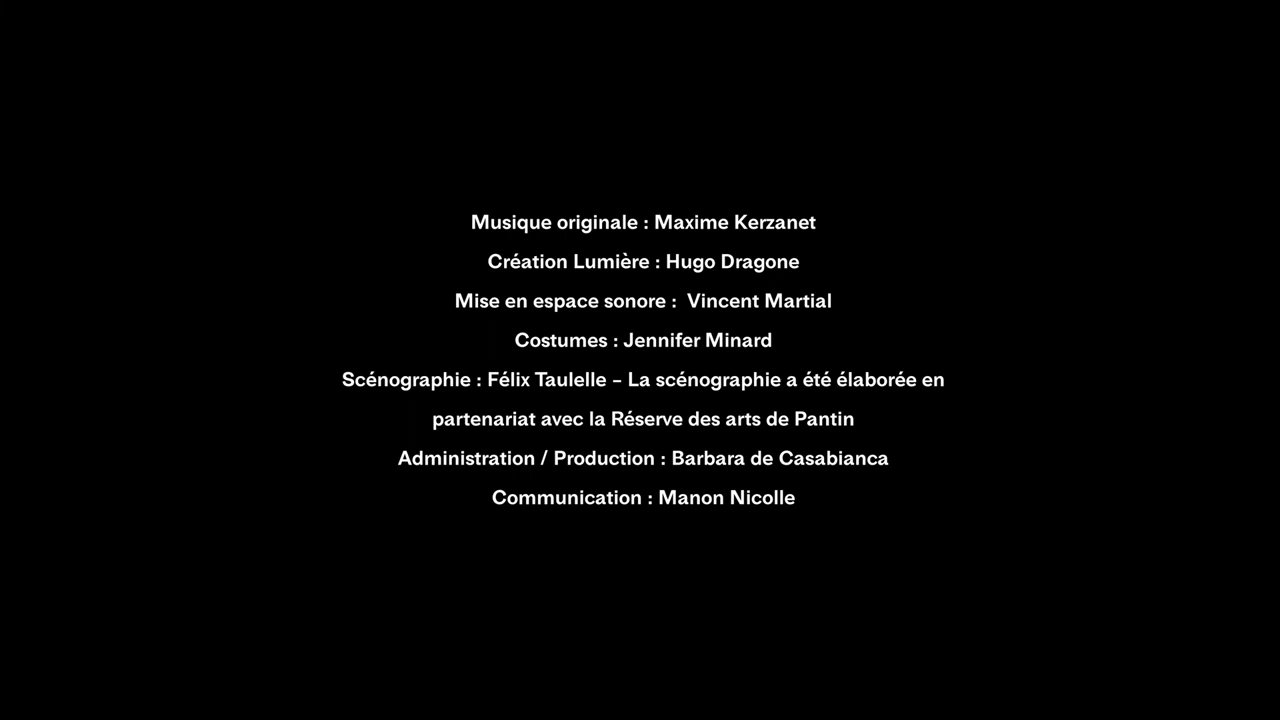 Musique originale : Maxime Kerzanet
Création Lumière : Hugo Dragone
Mise en espace sonore :  Vincent Martial
Costumes : Jennifer Minard
Scénographie : Félix Taulelle – La scénographie a été élaborée en
partenariat avec la Réserve des arts de Pantin
Administration / Production : Barbara de Casabianca
Communication : Manon Nicolle